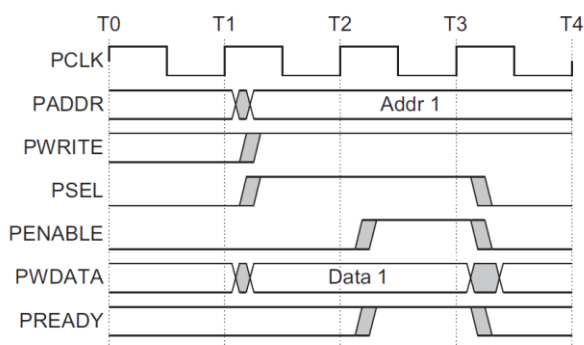 T0 T1 T2 T3 T4
PCLK
PADDR Addr 1
PWRITE
PSEL
PENABLE
PWDATA Data 1
PREADY